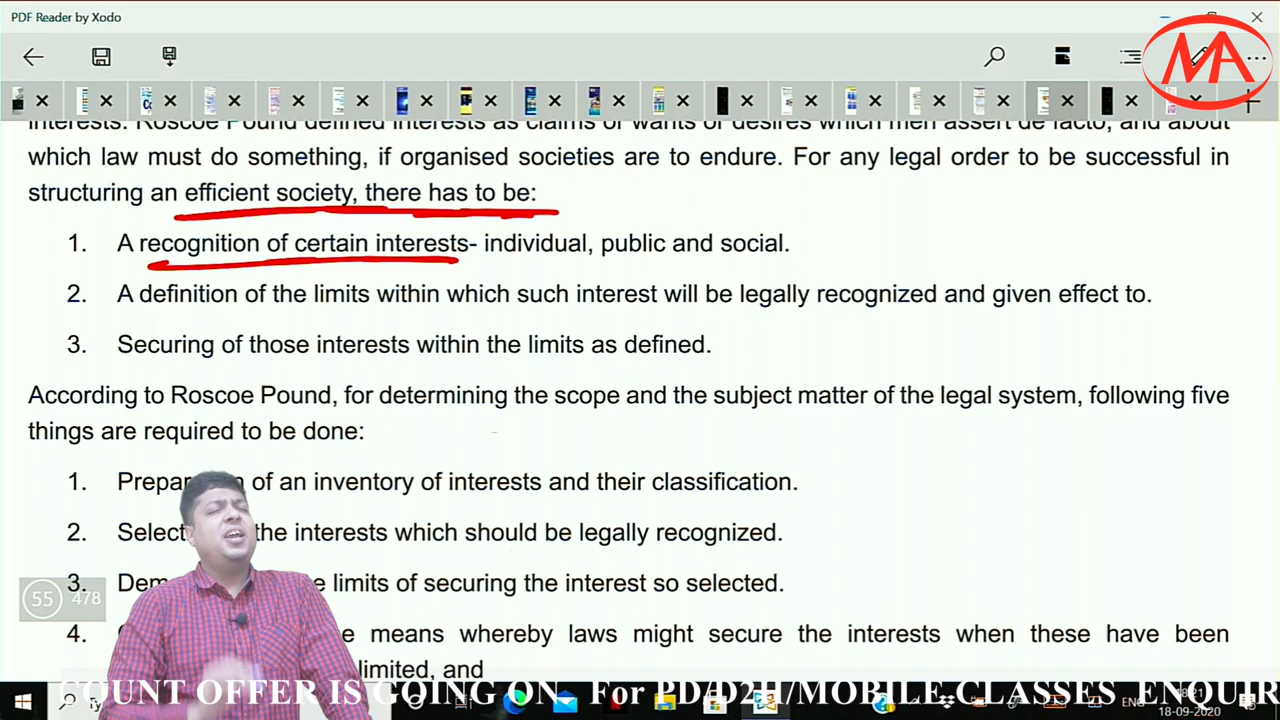 PDF Reader by Xodo
MA
interests. Roscoe Pound defined interests as claims or wants or desires which men assert de facto, and about
which law must do something, if organised societies are to endure. For any legal order to be successful in
structuring an efficient society, there has to be:
1. A recognition of certain interests- individual, public and social.
2. A definition of the limits within which such interest will be legally recognized and given effect to.
3. Securing of those interests within the limits as defined.
According to Roscoe Pound, for determining the scope and the subject matter of the legal system, following five
things are required to be done:
1. of an inventory of interests and their classification.
2. the interests which should be legally recognized.
3. limits of securing the interest so selected.
55 478
4. means whereby laws might secure the interests when these have been
limited, and
COUNT OFFER IS GOING ON For PD/D2H/MOBILE CLASSES ENQUIR
ENG
18-09-2020